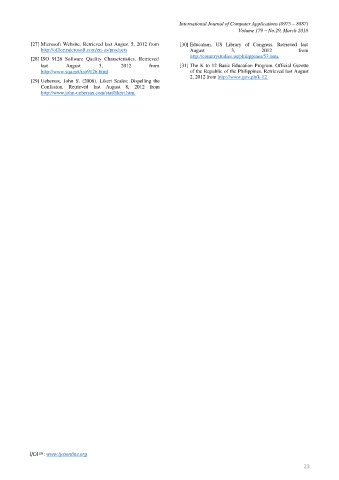 International Journal of Computer Applications (0975 – 8887)
Volume 179 – No.29, March 2018
[27] Microsoft Website. Retrieved last August 5, 2012 from
http://office.microsoft.com/en-us/products
[28] ISO 9126 Software Quality Characteristics. Retrieved
last August 3, 2012 from
http://www.sqa.net/iso9126.html
[29] Uebersax, John S. (2006). Likert Scales: Dispelling the
Confusion. Retrieved last August 8, 2012 from
http://www.john-uebersax.com/stat/likert.htm.
[30] Education. US Library of Congress. Retrieved last
August 3, 2012 from
http://countrystudies.us/philippines/53.htm.
[31] The K to 12 Basic Education Program. Official Gazette
of the Republic of the Philippines. Retrieved last August
2, 2012 from http://www.gov.ph/k-12.
IJCA™: www.ijcaonline.org
23